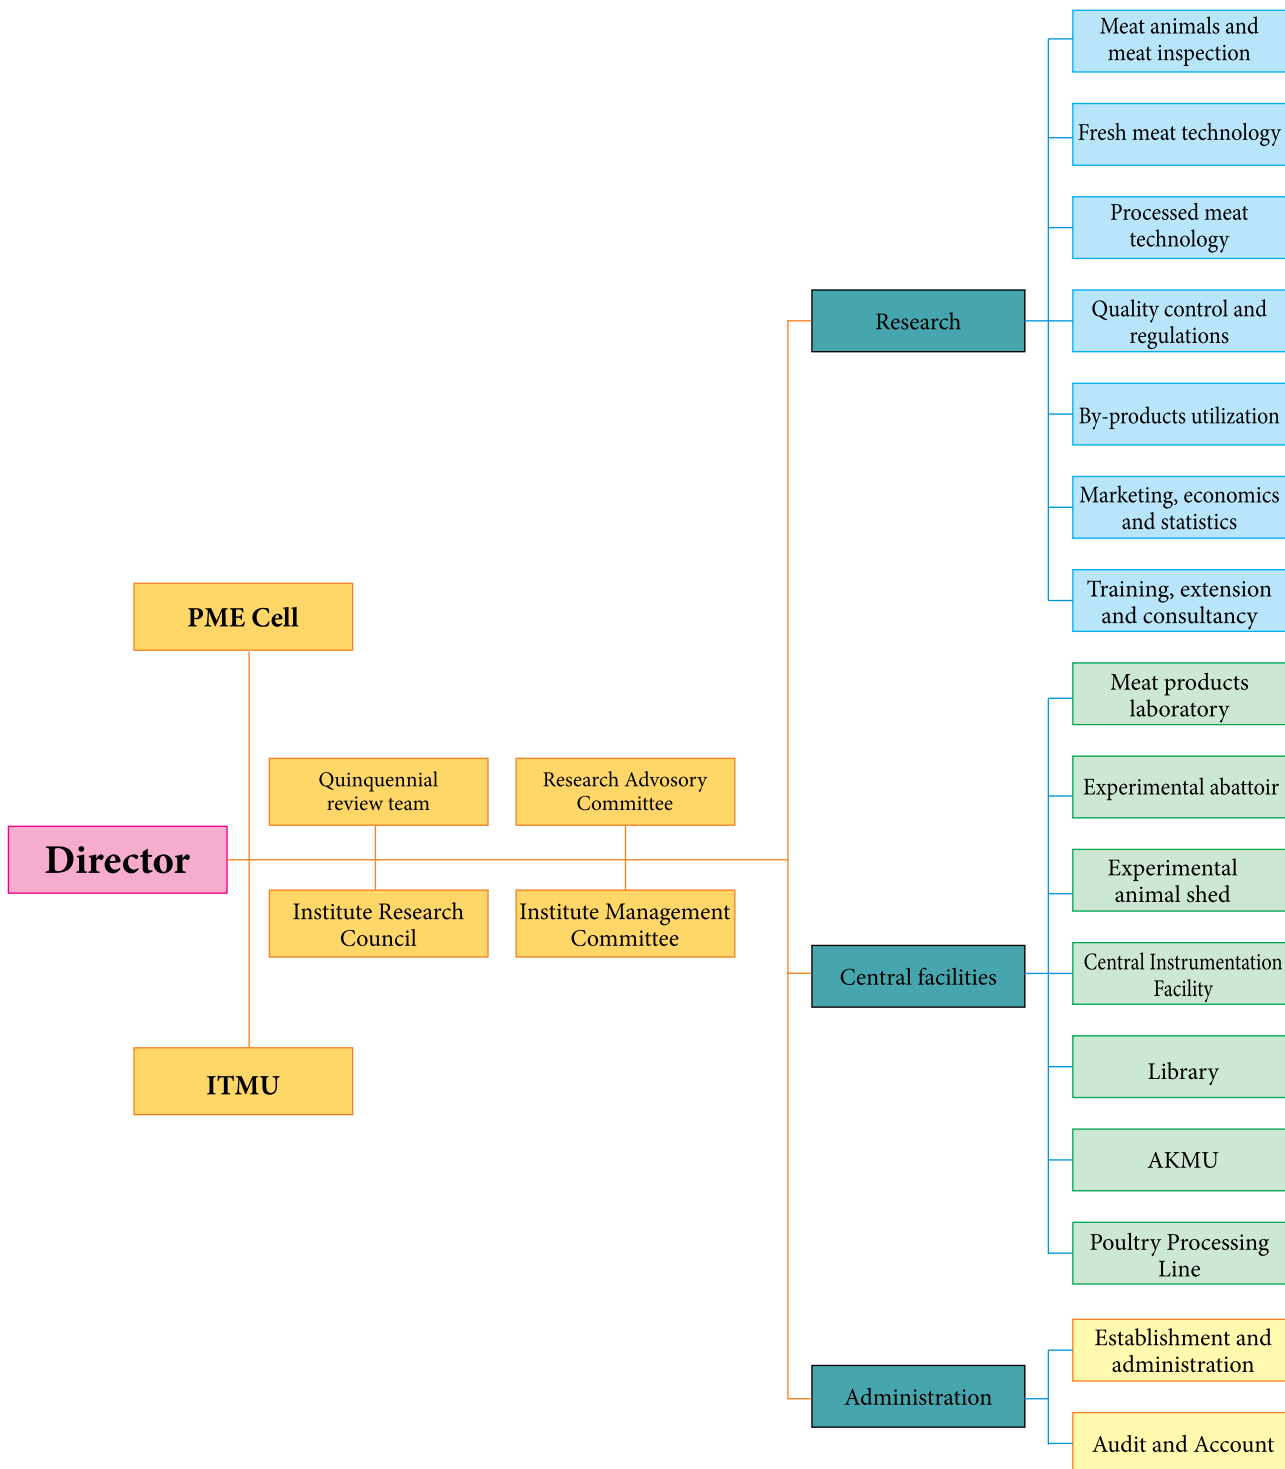 Meat animals and
meat inspection
Fresh meat technology
Processed meat
technology
Research
Quality control and
regulations
By-products utilization
Marketing, economics
and statistics
Training, extension
and consultancy
PME Cell
Quinquennial
review team
Research Advosory
Committee
Director
Institute Research
Council
Institute Management
Committee
ITMU
Meat products
laboratory
Experimental abattoir
Experimental
animal shed
Central facilities
Central Instrumentation
Facility
Library
AKMU
Poultry Processing
Line
Administration
Establishment and
administration
Audit and Account